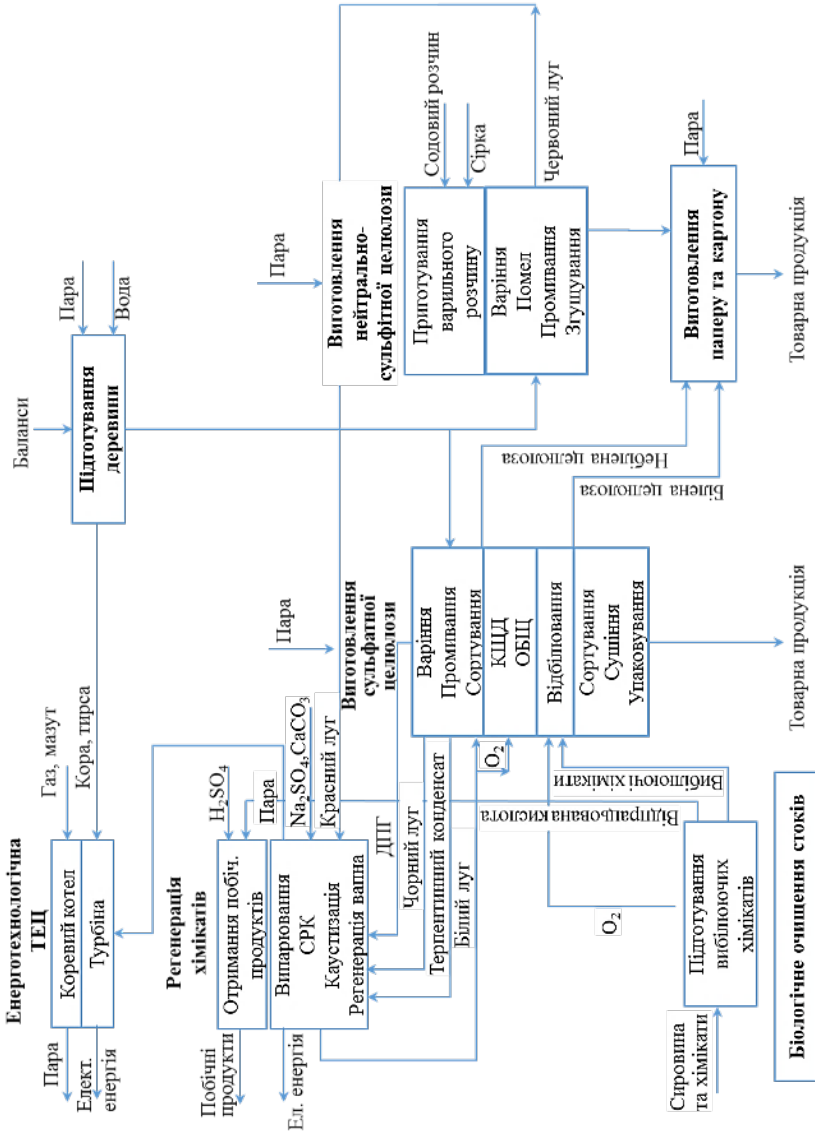 Баланси
Пара
Вода
Підготування
деревини
Енерготехнологічна
ТЕЦ
Газ, мазут
Кора, тирса
Коревий котел
Турбіна
Пара
Елект.
енергія
Регенерація
хімікатів
H₂SO₄
Пара
Na₂SO₄,CaCO₃
Красний луг
Отримання побіч.
продуктів
Випарювання
СРК
Каустизація
Регенерація вапна
Побічні
продукти
Ел. енергія
ДПГ
Чорний луг
Терпентинний конденсат
Білий луг
O₂
Пара
Виготовлення
сульфатної
целюлози
Варіння
Промивання
Сортування
КЩД
ОБЦ
Відбілювання
Сортування
Сушіння
Упаковування
Товарна продукція
Пара
Виготовлення
нейтрально-
сульфітної целюлози
Содовий розчин
Сірка
Приготування
варильного
розчину
Варіння
Помел
Промивання
Згущування
Червоний луг
Небілена целюлоза
Білена целюлоза
Пара
Виготовлення
паперу та картону
Товарна продукція
Відпрацьована кислота
Вибілюючі хімікати
O₂
Підготування
вибілюючих
хімікатів
Сировина
та хімікати
Біологічне очищення стоків